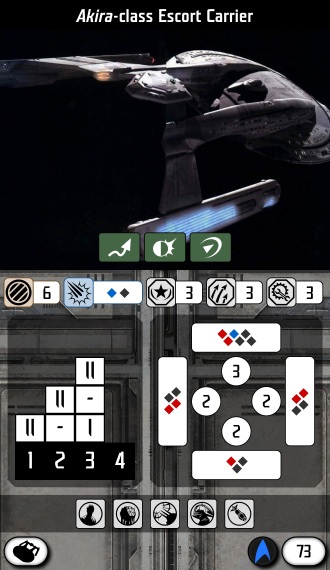 Akira-class Escort Carrier
6 3 3 3
3
II
2 2
II -
2
II - I
1 2 3 4
73